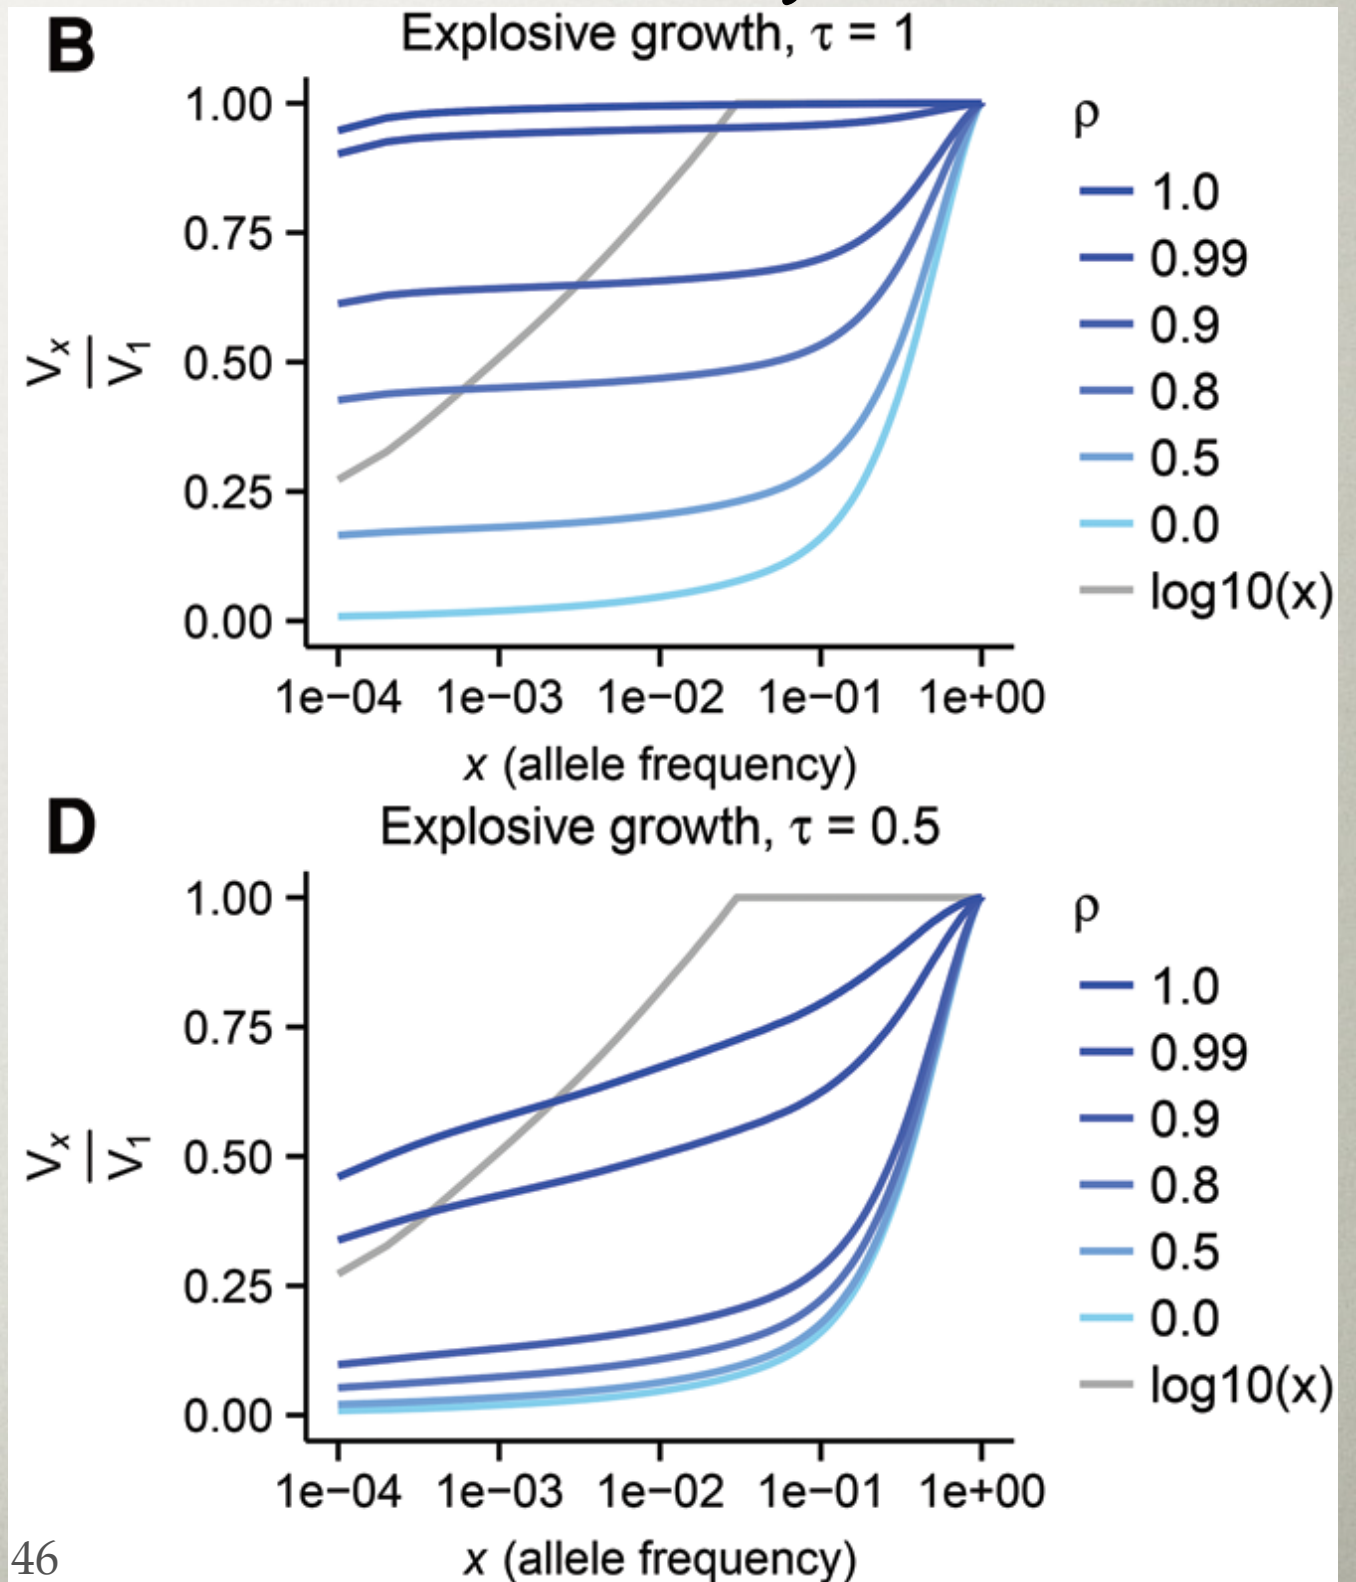 B
Explosive growth, τ = 1
1.00
0.75
0.50
0.25
0.00
Vx
V1
1e−04 1e−03 1e−02 1e−01 1e+00
x (allele frequency)
ρ
1.0
0.99
0.9
0.8
0.5
0.0
log10(x)
D
Explosive growth, τ = 0.5
1.00
0.75
0.50
0.25
0.00
Vx
V1
1e−04 1e−03 1e−02 1e−01 1e+00
x (allele frequency)
ρ
1.0
0.99
0.9
0.8
0.5
0.0
log10(x)
46